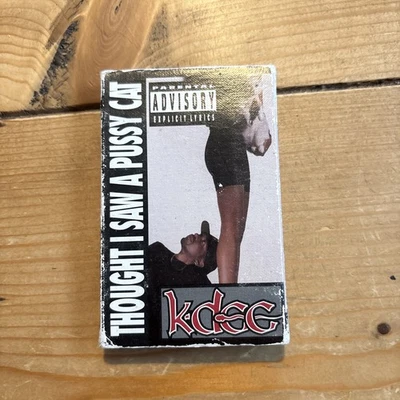 THOUGHT I SAW A PUSSY CAT
PARENTAL
ADVISORY
EXPLICIT LYRICS
k-dee